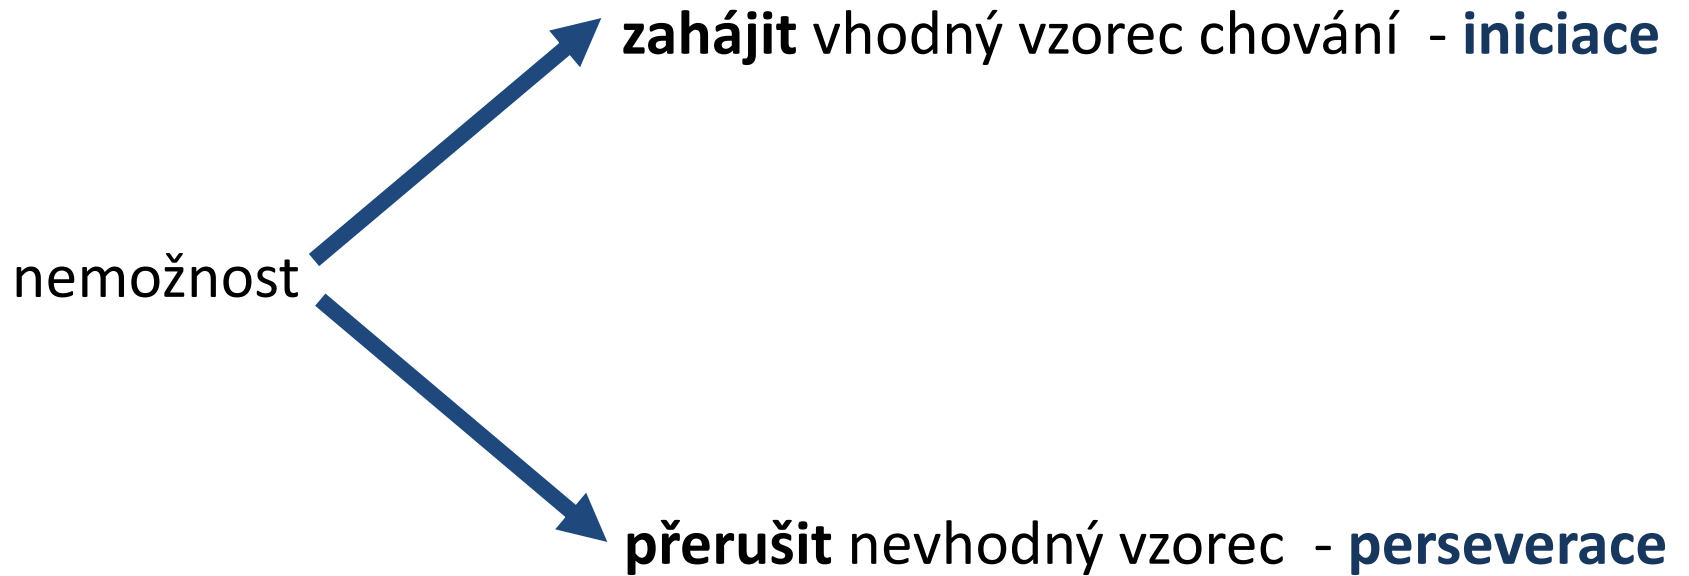 zahájit vhodný vzorec chování - iniciace
nemožnost
přerušit nevhodný vzorec - perseverace